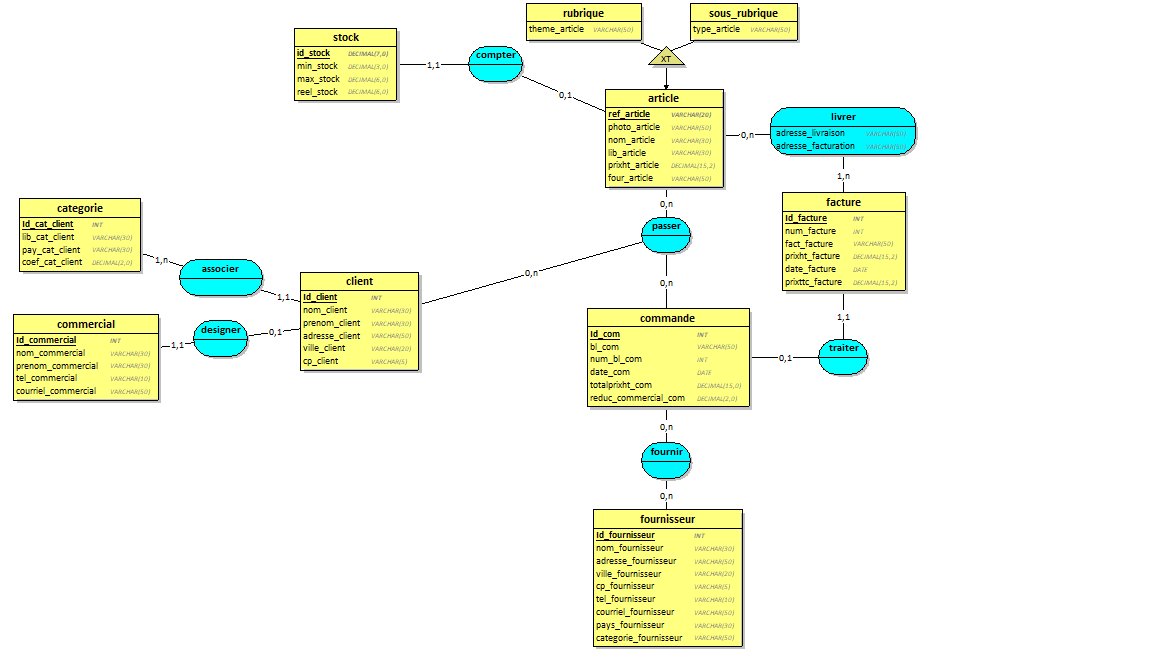 rubrique
theme_article VARCHAR(50)
sous_rubrique
type_article VARCHAR(50)
XT
stock
id_stock DECIMAL(7,0)
min_stock DECIMAL(3,0)
max_stock DECIMAL(6,0)
reel_stock DECIMAL(6,0)
1,1
compter
0,1
article
ref_article VARCHAR(20)
photo_article VARCHAR(50)
nom_article VARCHAR(30)
lib_article VARCHAR(30)
prixht_article DECIMAL(15,2)
four_article VARCHAR(50)
0,n
livrer
adresse_livraison VARCHAR(50)
adresse_facturation VARCHAR(50)
1,n
facture
Id_facture INT
num_facture INT
fact_facture VARCHAR(50)
prixht_facture DECIMAL(15,2)
date_facture DATE
prixttc_facture DECIMAL(15,2)
0,n
passer
0,n
0,n
categorie
Id_cat_client INT
lib_cat_client VARCHAR(30)
pay_cat_client VARCHAR(30)
coef_cat_client DECIMAL(2,0)
1,n
associer
1,1
client
Id_client INT
nom_client VARCHAR(30)
prenom_client VARCHAR(30)
adresse_client VARCHAR(50)
ville_client VARCHAR(20)
cp_client VARCHAR(5)
commercial
Id_commercial INT
nom_commercial VARCHAR(30)
prenom_commercial VARCHAR(30)
tel_commercial VARCHAR(10)
courriel_commercial VARCHAR(50)
1,1
designer
0,1
commande
Id_com INT
bl_com VARCHAR(50)
num_bl_com INT
date_com DATE
totalprixht_com DECIMAL(15,0)
reduc_commercial_com DECIMAL(2,0)
1,1
0,1
traiter
0,n
fournir
0,n
fournisseur
Id_fournisseur INT
nom_fournisseur VARCHAR(30)
adresse_fournisseur VARCHAR(50)
ville_fournisseur VARCHAR(20)
cp_fournisseur VARCHAR(5)
tel_fournisseur VARCHAR(10)
courriel_fournisseur VARCHAR(50)
pays_fournisseur VARCHAR(30)
categorie_fournisseur VARCHAR(50)